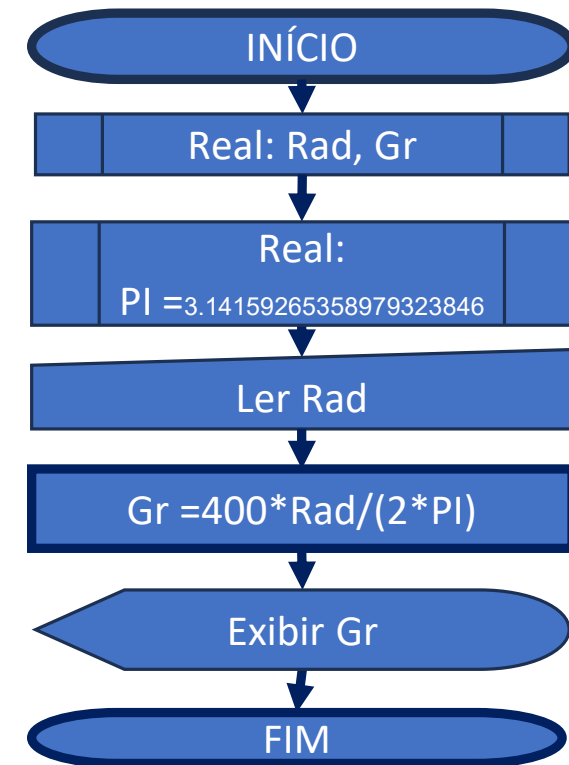 INÍCIO
Real: Rad, Gr
Real:
PI =3.14159265358979323846
Ler Rad
Gr =400*Rad/(2*PI)
Exibir Gr
FIM